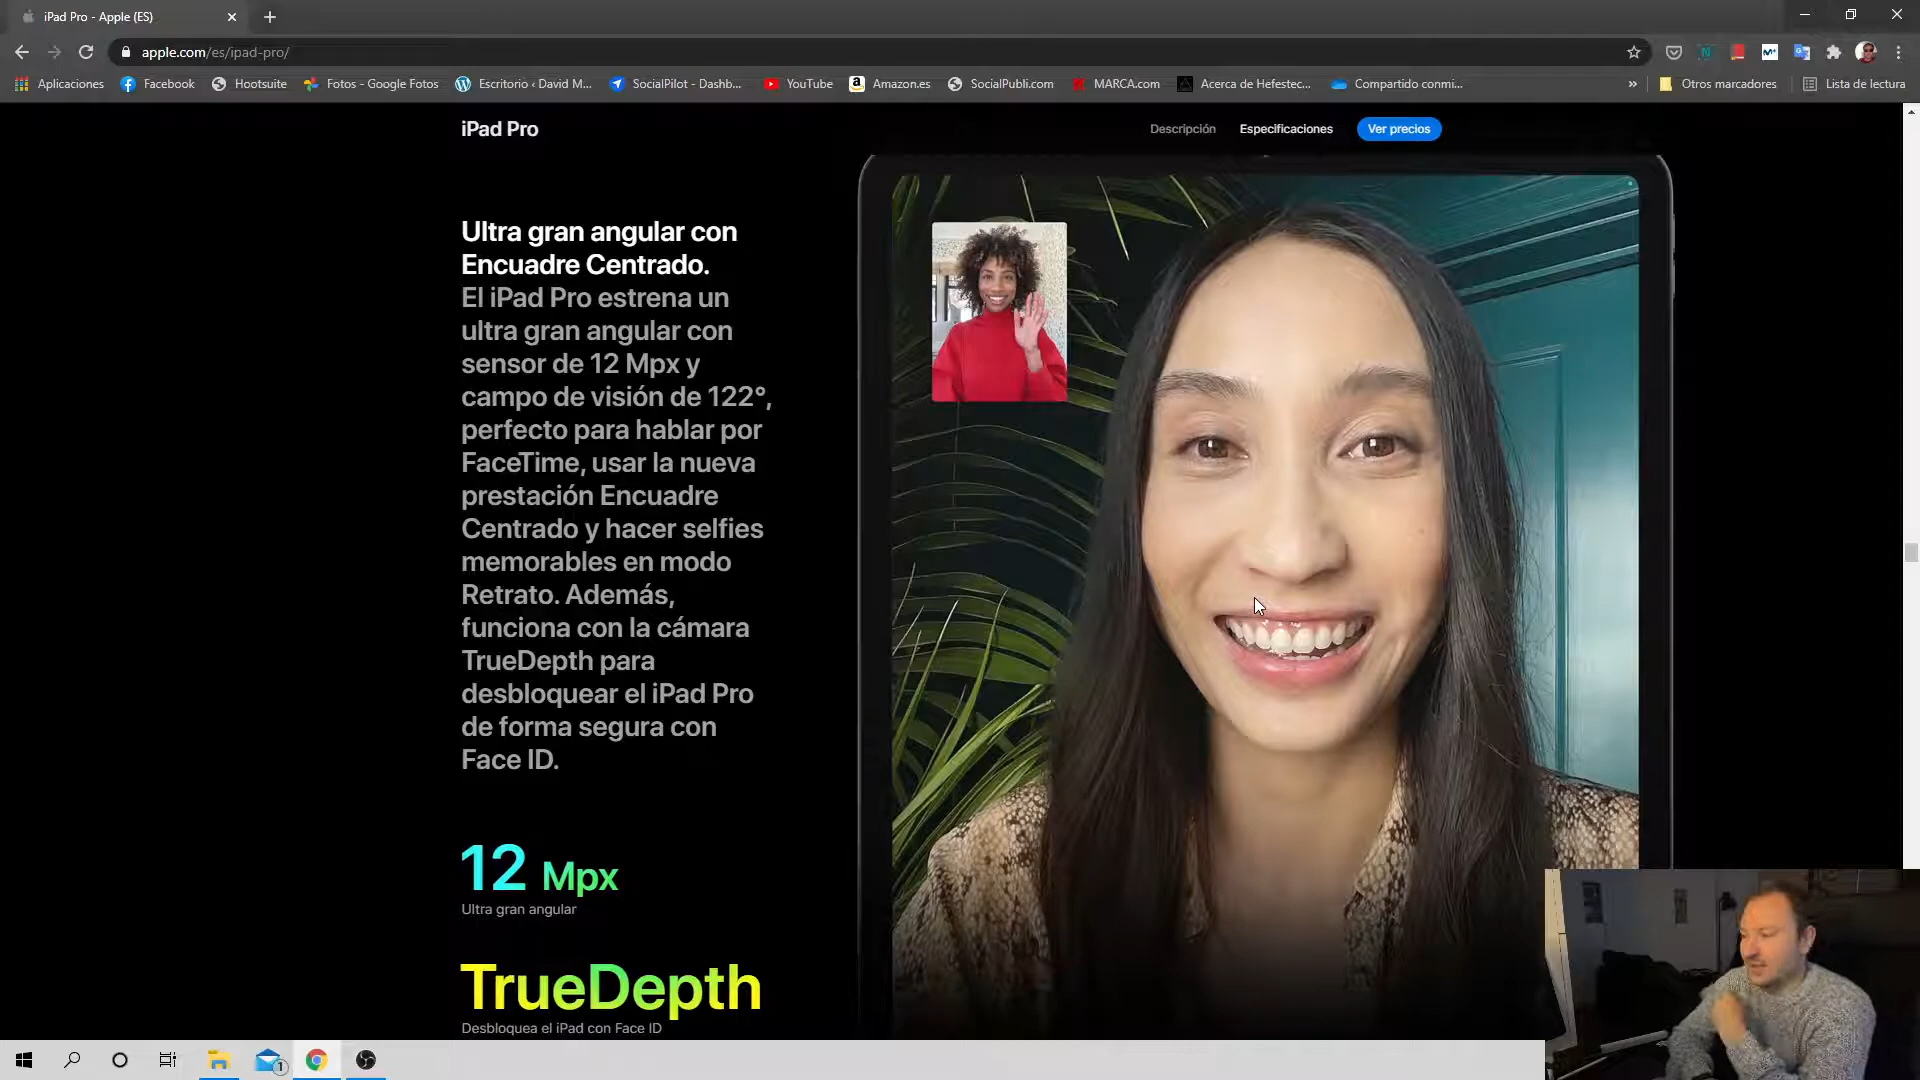 iPad Pro - Apple (ES)
apple.com/es/ipad-pro/
Aplicaciones
Facebook
Hootsuite
Fotos - Google Fotos
Escritorio ‹ David M...
SocialPilot - Dashb...
YouTube
Amazon.es
SocialPubli.com
MARCA.com
Acerca de Hefestec...
Compartido conmi...
»
Otros marcadores
Lista de lectura
iPad Pro
Descripción
Especificaciones
Ver precios
Ultra gran angular con
Encuadre Centrado.
El iPad Pro estrena un
ultra gran angular con
sensor de 12 Mpx y
campo de visión de 122°,
perfecto para hablar por
FaceTime, usar la nueva
prestación Encuadre
Centrado y hacer selfies
memorables en modo
Retrato. Además,
funciona con la cámara
TrueDepth para
desbloquear el iPad Pro
de forma segura con
Face ID.
12 Mpx
Ultra gran angular
TrueDepth
Desbloquea el iPad con Face ID
1